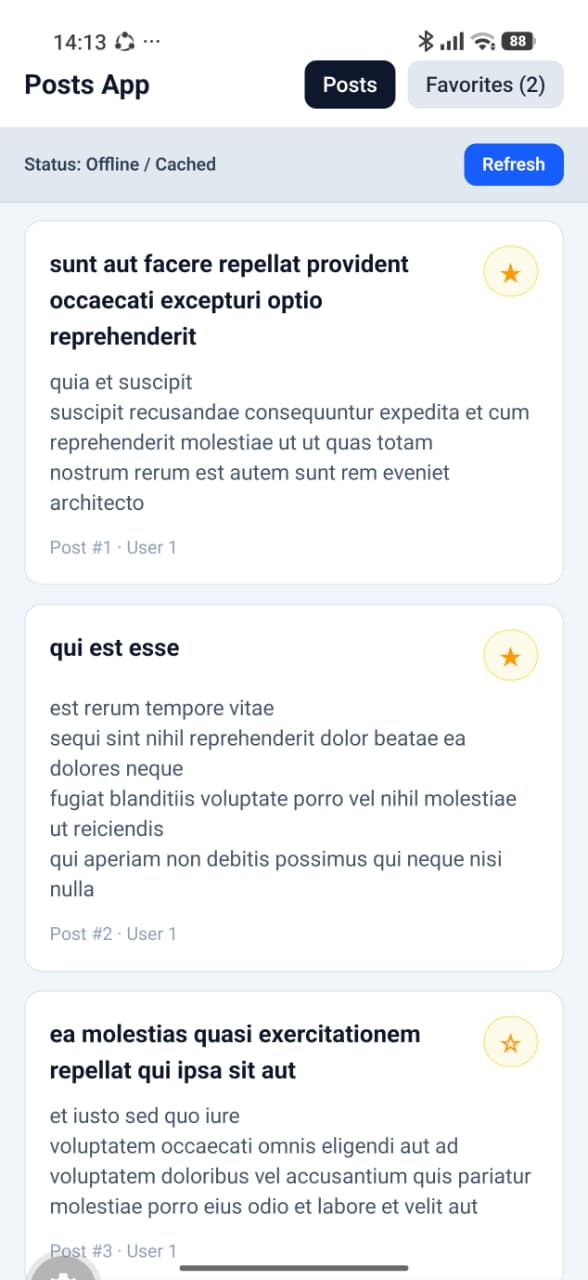 14:13
88
Posts App
Posts
Favorites (2)
Status: Offline / Cached
Refresh
sunt aut facere repellat provident
occaecati excepturi optio
reprehenderit
quia et suscipit
suscipit recusandae consequuntur expedita et cum
reprehenderit molestiae ut ut quas totam
nostrum rerum est autem sunt rem eveniet
architecto
Post #1 · User 1
qui est esse
est rerum tempore vitae
sequi sint nihil reprehenderit dolor beatae ea
dolores neque
fugiat blanditiis voluptate porro vel nihil molestiae
ut reiciendis
qui aperiam non debitis possimus qui neque nisi
nulla
Post #2 · User 1
ea molestias quasi exercitationem
repellat qui ipsa sit aut
et iusto sed quo iure
voluptatem occaecati omnis eligendi aut ad
voluptatem doloribus vel accusantium quis pariatur
molestiae porro eius odio et labore et velit aut
Post #3 · User 1